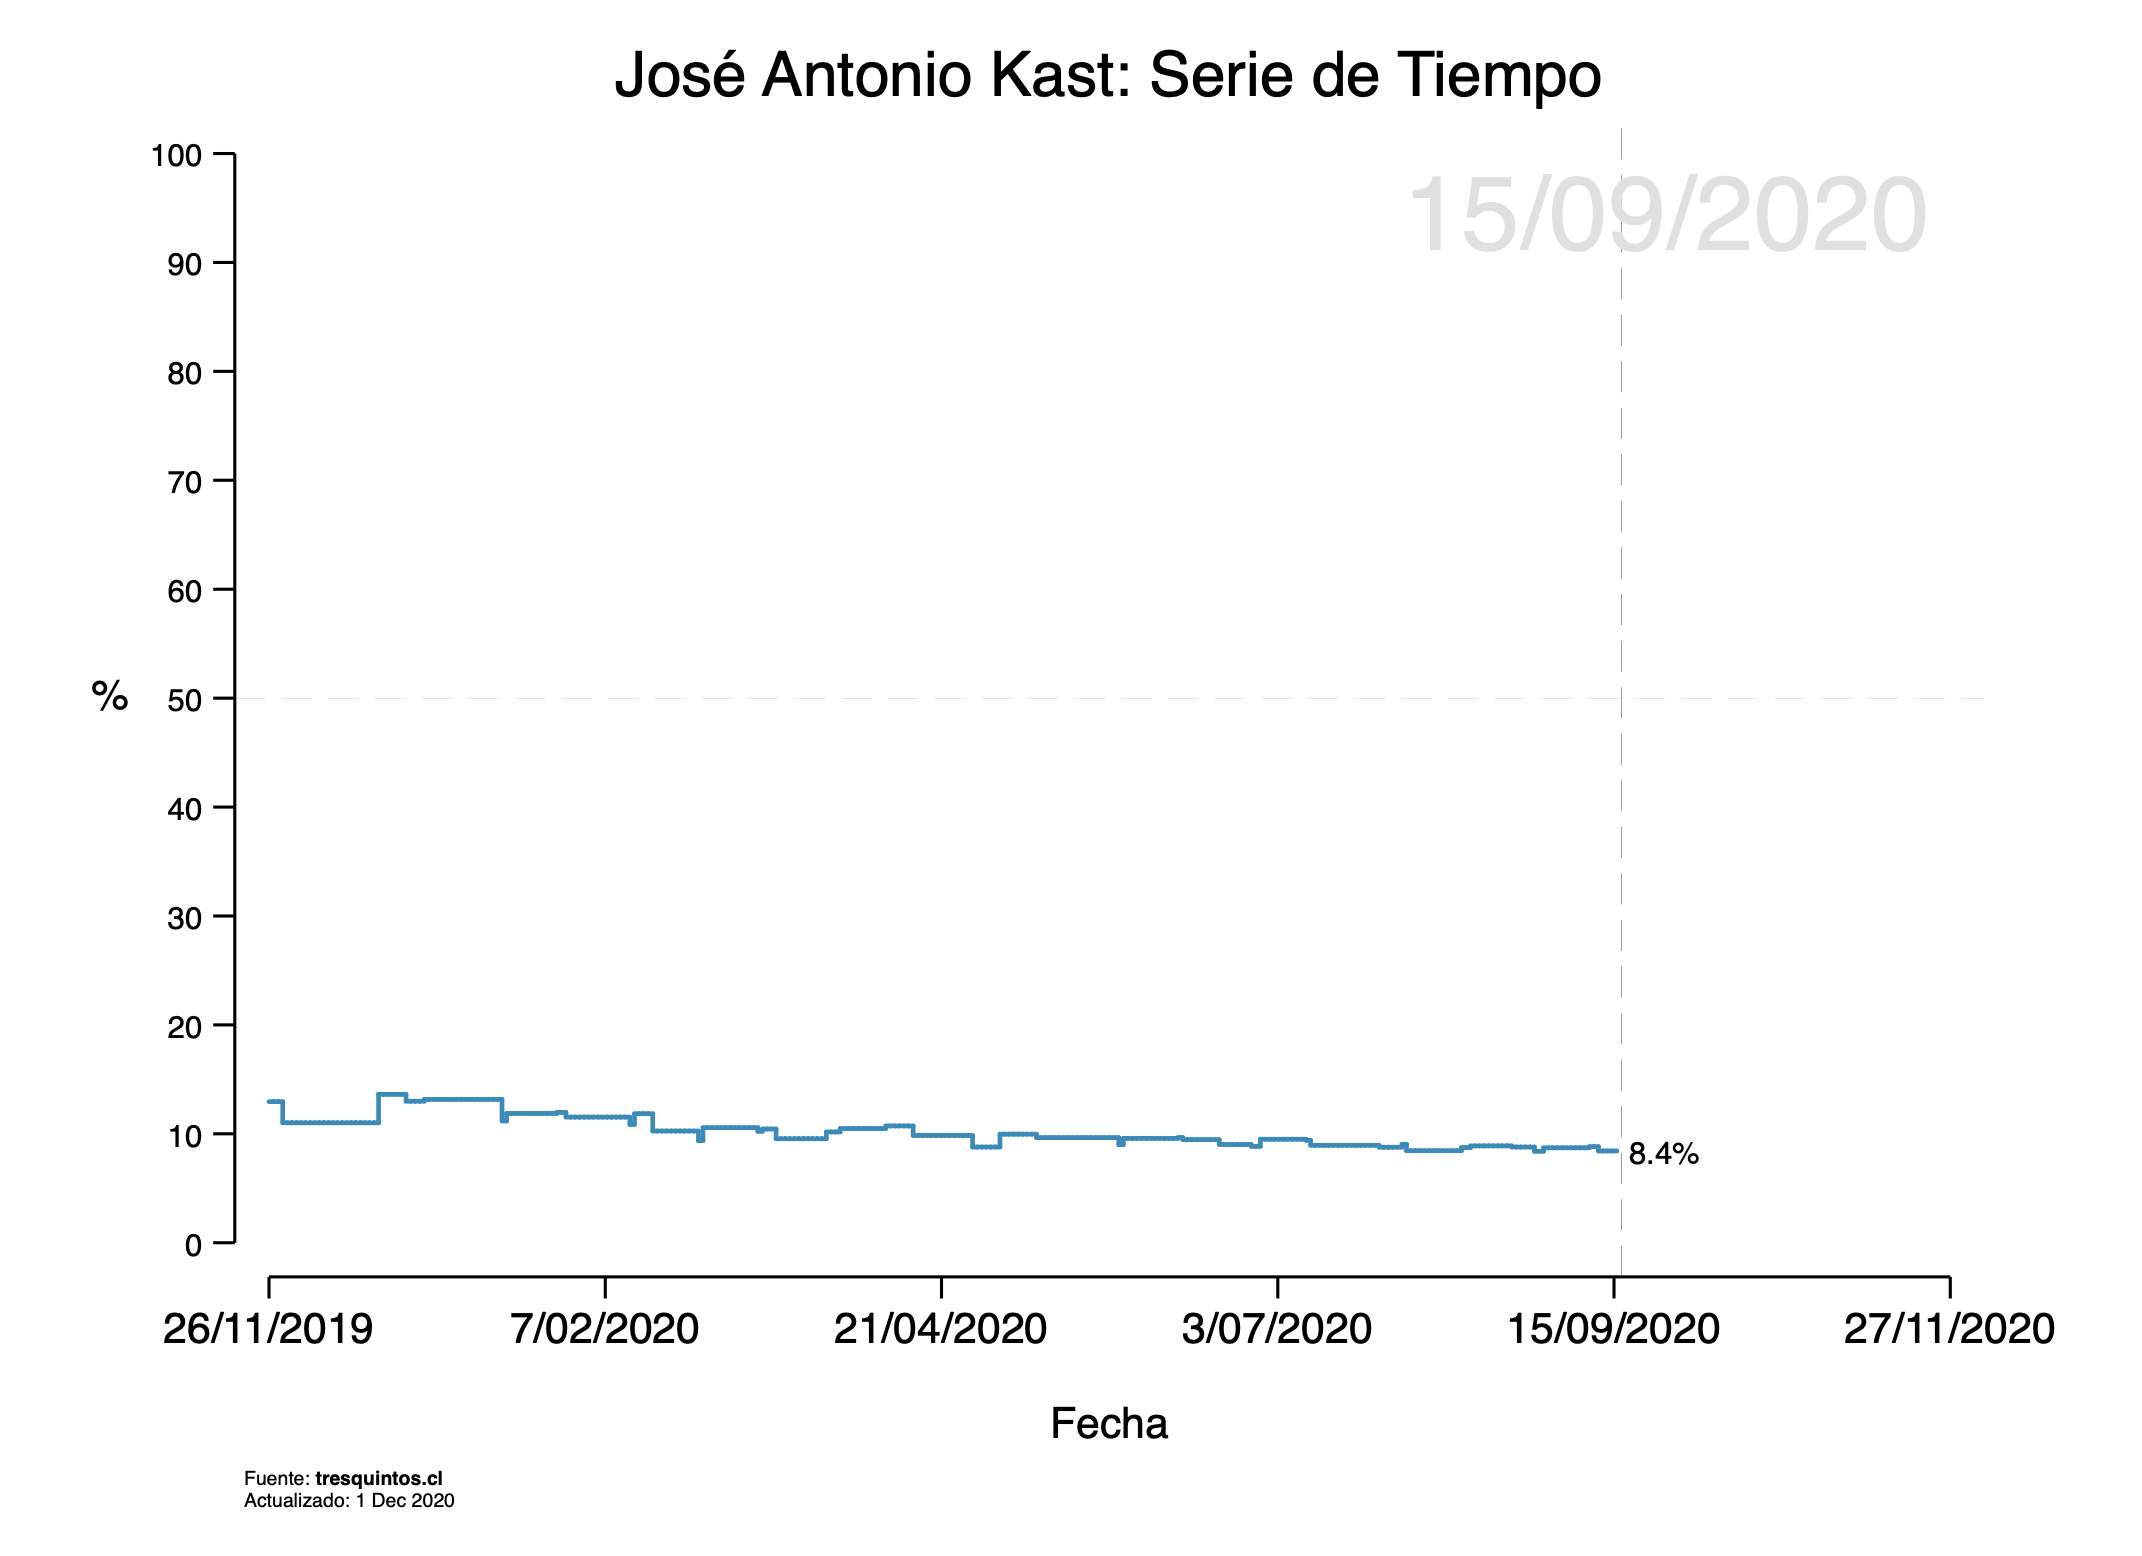 José Antonio Kast: Serie de Tiempo
15/09/2020
100
90
80
70
60
50
40
30
20
10
0
%
8.4%
26/11/2019 7/02/2020 21/04/2020 3/07/2020 15/09/2020 27/11/2020
Fecha
Fuente: tresquintos.cl
Actualizado: 1 Dec 2020